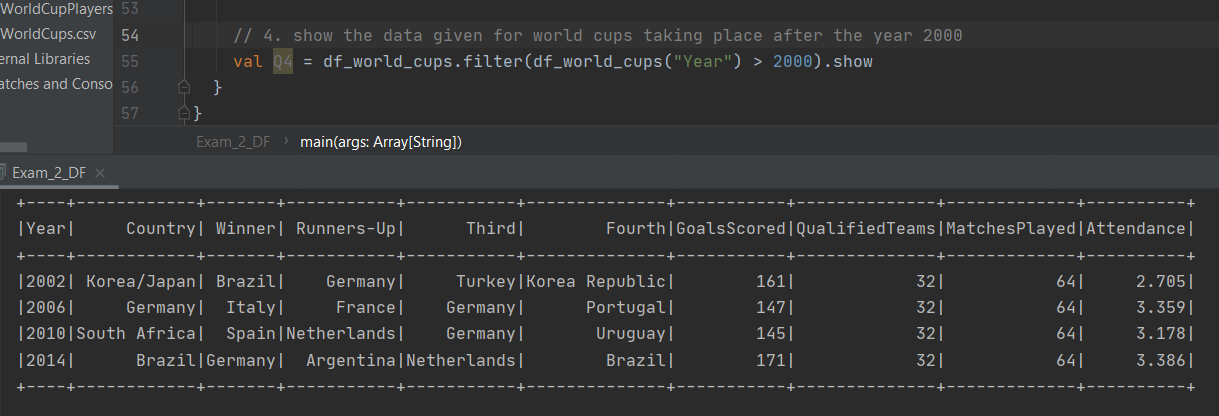 WorldCupPlayers
WorldCups.csv
ernal Libraries
atches and Conso
53
54 // 4. show the data given for world cups taking place after the year 2000
55 val Q4 = df_world_cups.filter(df_world_cups("Year") > 2000).show
56 }
57 }
Exam_2_DF › main(args: Array[String])
Exam_2_DF ×
+----+------------+-------+-----------+-----------+--------------+-----------+--------------+-------------+----------+
|Year|     Country| Winner| Runners-Up|      Third|        Fourth|GoalsScored|QualifiedTeams|MatchesPlayed|Attendance|
+----+------------+-------+-----------+-----------+--------------+-----------+--------------+-------------+----------+
|2002| Korea/Japan| Brazil|    Germany|     Turkey|Korea Republic|        161|            32|           64|     2.705|
|2006|     Germany|  Italy|     France|    Germany|      Portugal|        147|            32|           64|     3.359|
|2010|South Africa|  Spain|Netherlands|    Germany|       Uruguay|        145|            32|           64|     3.178|
|2014|      Brazil|Germany|  Argentina|Netherlands|        Brazil|        171|            32|           64|     3.386|
+----+------------+-------+-----------+-----------+--------------+-----------+--------------+-------------+----------+